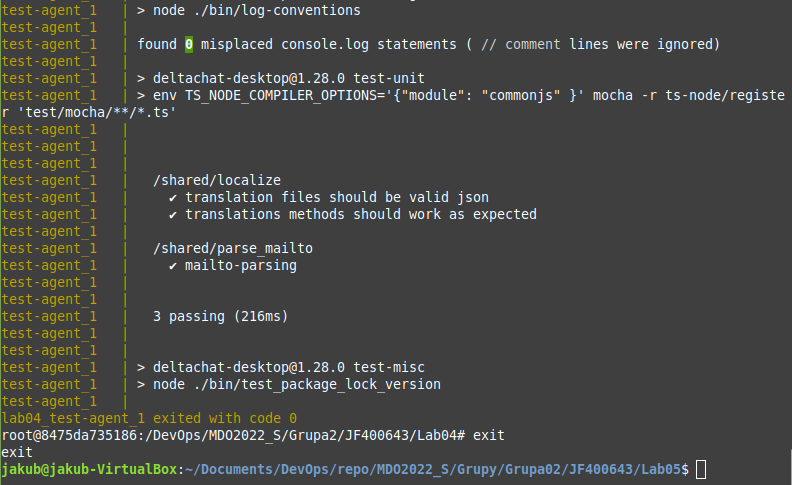 test-agent_1   | > node ./bin/log-conventions
test-agent_1   |
test-agent_1   | found 0 misplaced console.log statements ( // comment lines were ignored)
test-agent_1   |
test-agent_1   | > deltachat-desktop@1.28.0 test-unit
test-agent_1   | > env TS_NODE_COMPILER_OPTIONS='{"module": "commonjs" }' mocha -r ts-node/registe
r 'test/mocha/**/*.ts'
test-agent_1   |
test-agent_1   |
test-agent_1   |
test-agent_1   |   /shared/localize
test-agent_1   |     ✔ translation files should be valid json
test-agent_1   |     ✔ translations methods should work as expected
test-agent_1   |
test-agent_1   |   /shared/parse_mailto
test-agent_1   |     ✔ mailto-parsing
test-agent_1   |
test-agent_1   |
test-agent_1   |   3 passing (216ms)
test-agent_1   |
test-agent_1   |
test-agent_1   | > deltachat-desktop@1.28.0 test-misc
test-agent_1   | > node ./bin/test_package_lock_version
test-agent_1   |
lab04_test-agent_1 exited with code 0
root@8475da735186:/DevOps/MDO2022_S/Grupa2/JF400643/Lab04# exit
exit
jakub@jakub-VirtualBox:~/Documents/DevOps/repo/MDO2022_S/Grupy/Grupa02/JF400643/Lab05$